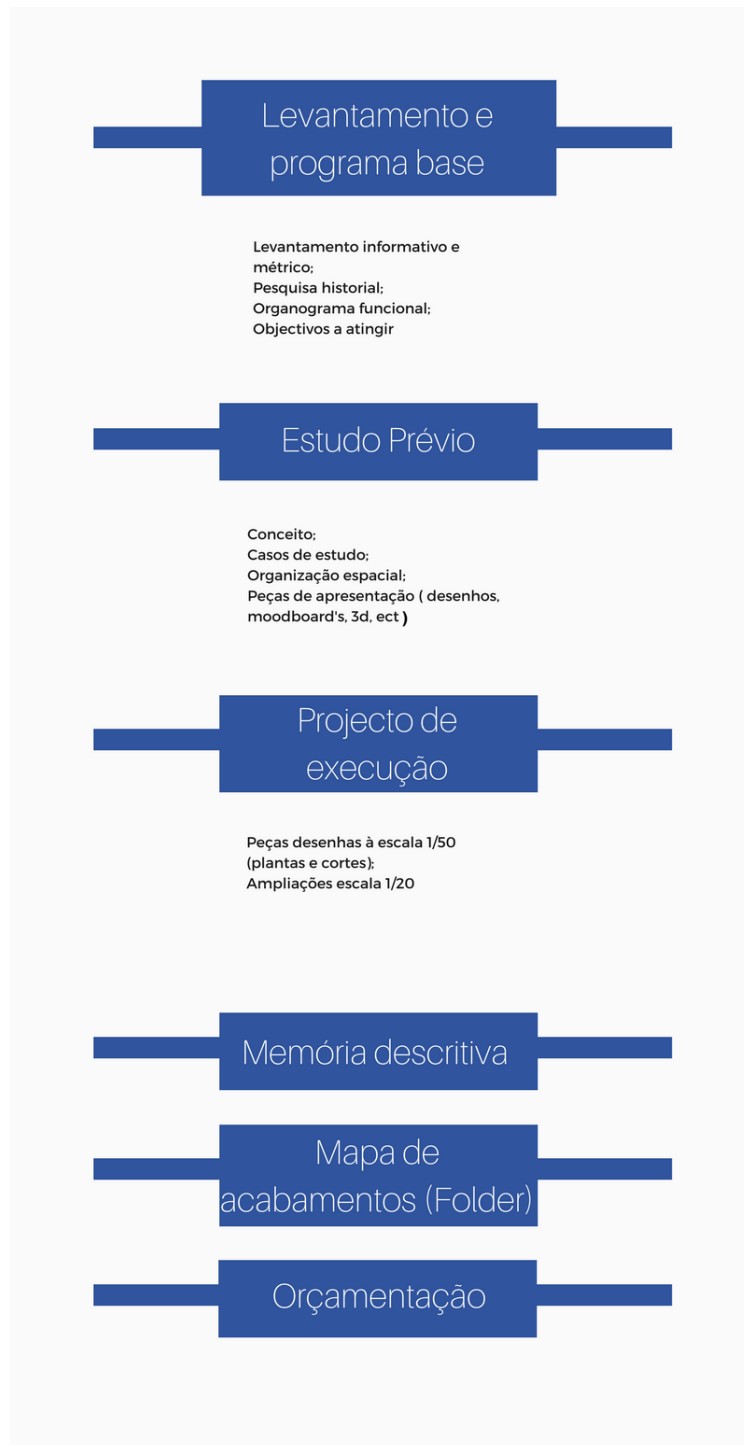 Levantamento e
programa base
Levantamento informativo e
métrico;
Pesquisa historial;
Organograma funcional;
Objectivos a atingir
Estudo Prévio
Conceito;
Casos de estudo;
Organização espacial;
Peças de apresentação ( desenhos,
moodboard's, 3d, ect )
Projecto de
execução
Peças desenhas à escala 1/50
(plantas e cortes);
Ampliações escala 1/20
Memória descritiva
Mapa de
acabamentos (Folder)
Orçamentação